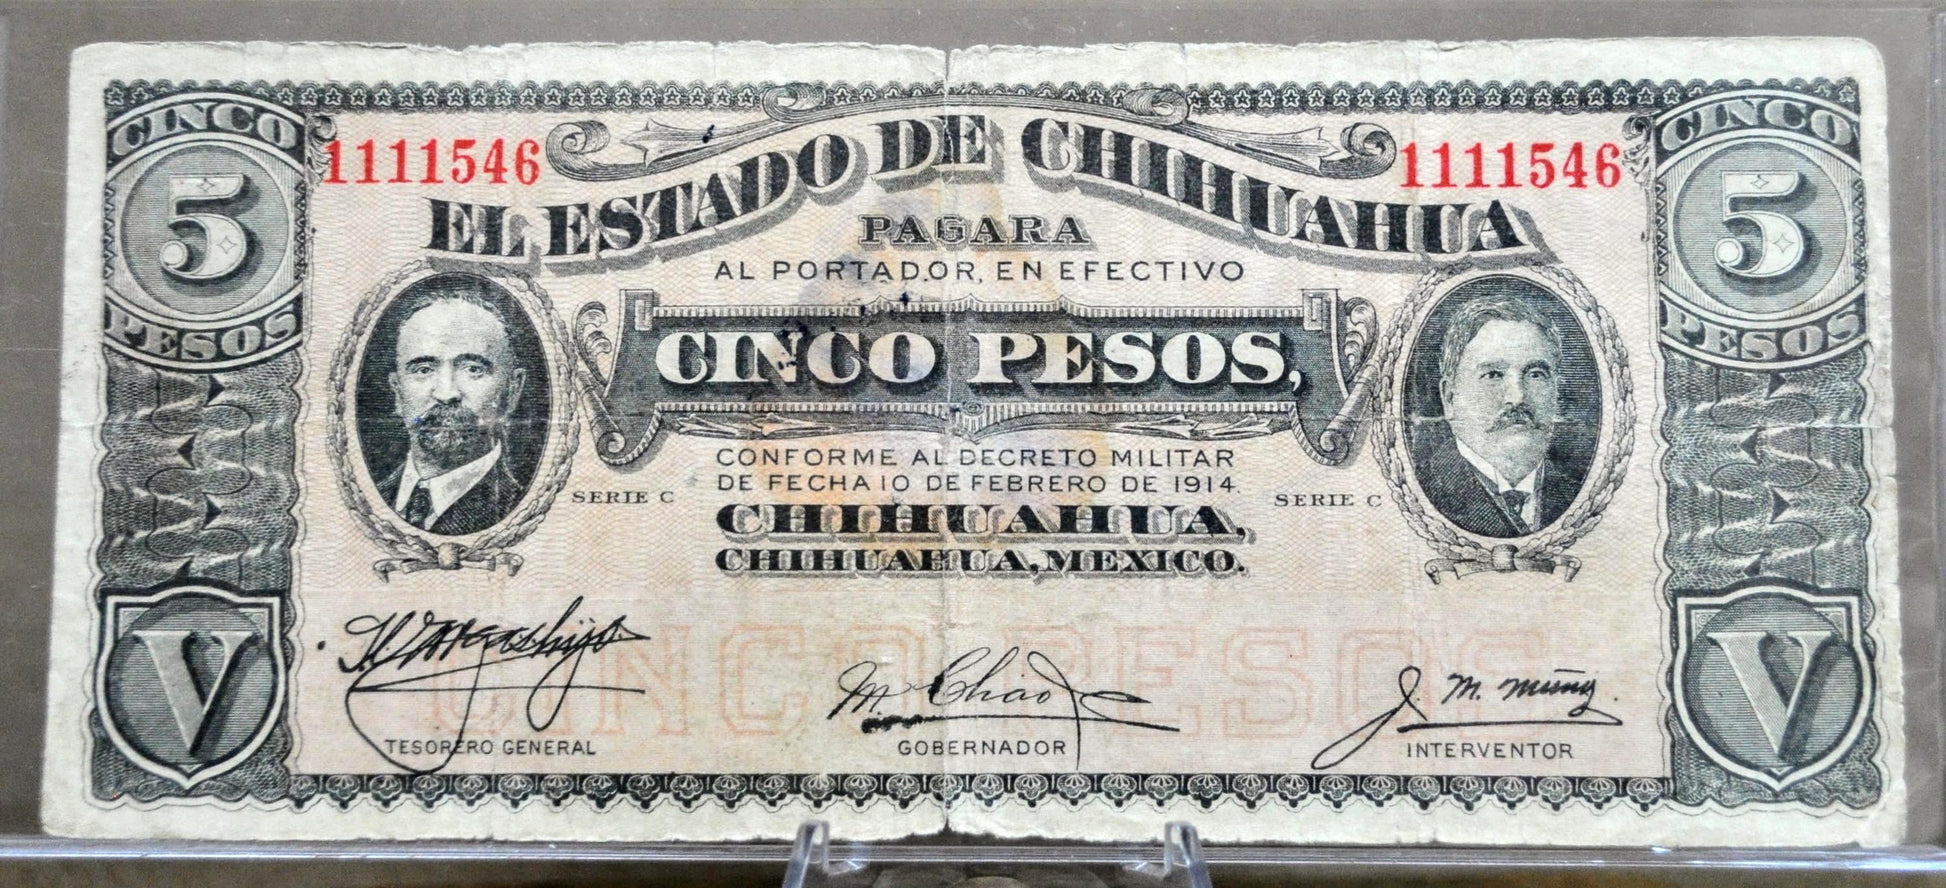 CINCO
5
PESOS
1111546
1111546
CINCO
5
PESOS
EL ESTADO DE CHIHUAHUA
PAGARA
AL PORTADOR, EN EFECTIVO
CINCO PESOS,
CONFORME AL DECRETO MILITAR
DE FECHA 10 DE FEBRERO DE 1914.
SERIE C
SERIE C
CHIHUAHUA,
CHIHUAHUA, MEXICO.
CINCO PESOS
V
V
M. Chao
J. M. Muñiz.
TESORERO GENERAL
GOBERNADOR
INTERVENTOR